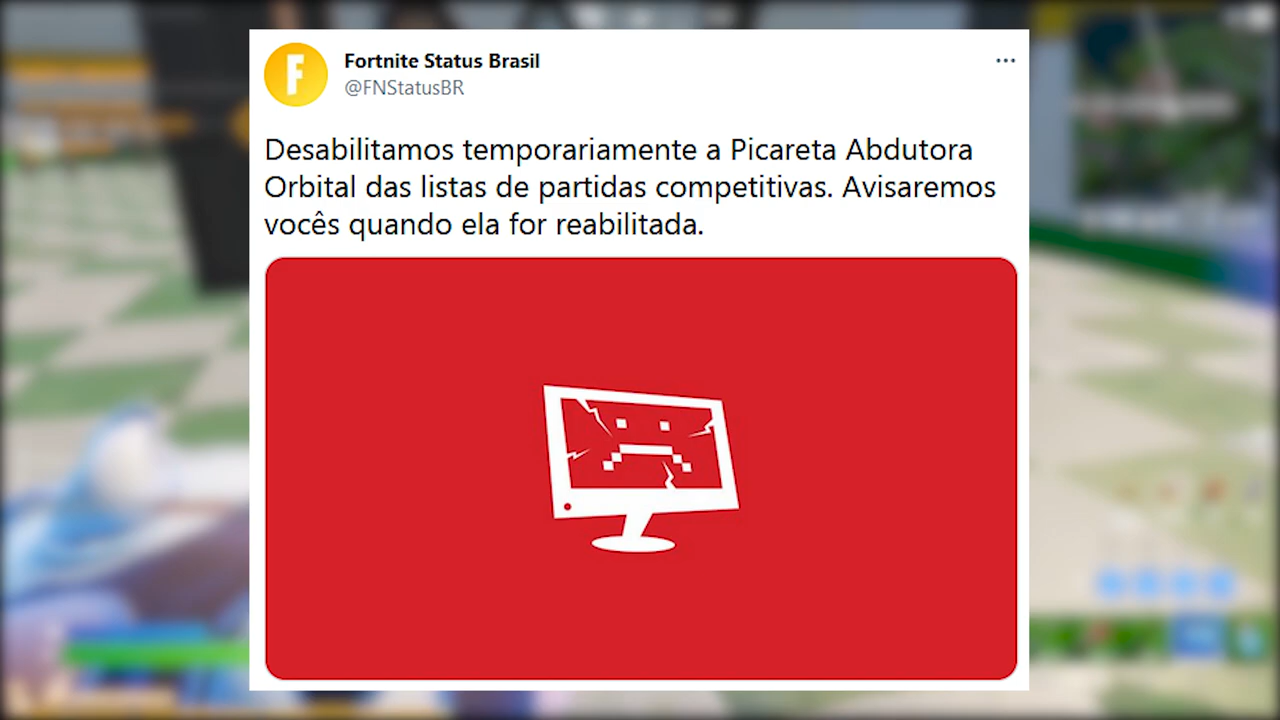 Fortnite Status Brasil
@FNStatusBR
Desabilitamos temporariamente a Picareta Abdutora
Orbital das listas de partidas competitivas. Avisaremos
vocês quando ela for reabilitada.